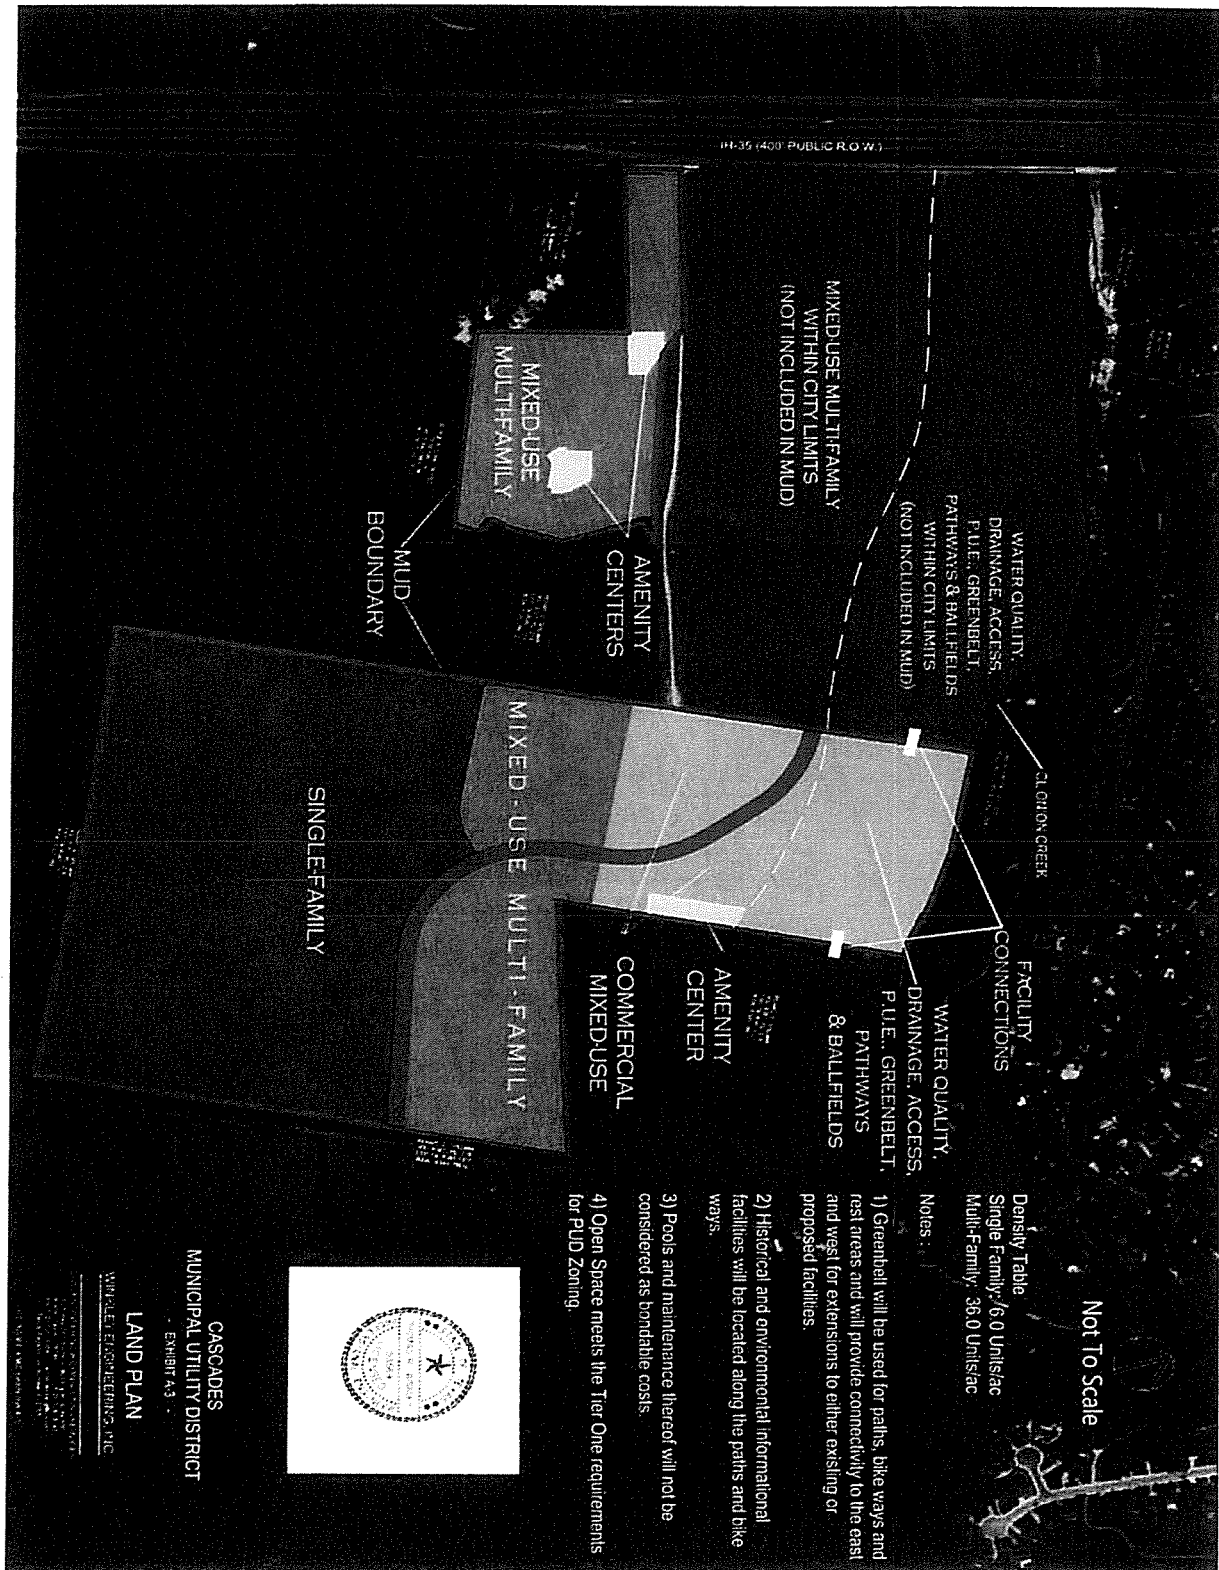 Not To Scale
Density Table
Single Family: 6.0 Units/ac
Multi-Family: 36.0 Units/ac
Notes:
1) Greenbelt will be used for paths, bike ways and
rest areas and will provide connectivity to the east
and west for extensions to either existing or
proposed facilities.
2) Historical and environmental informational
facilities will be located along the paths and bike
ways.
3) Pools and maintenance thereof will not be
considered as bondable costs.
4) Open Space meets the Tier One requirements
for PUD Zoning.
IH-35 (400' PUBLIC R.O.W.)
MIXED-USE MULTI-FAMILY
WITHIN CITY LIMITS
(NOT INCLUDED IN MUD)
WATER QUALITY,
DRAINAGE, ACCESS,
P.U.E., GREENBELT,
PATHWAYS & BALLFIELDS
WITHIN CITY LIMITS
(NOT INCLUDED IN MUD)
CREEK
FACILITY
CONNECTIONS
WATER QUALITY,
DRAINAGE, ACCESS,
P.U.E., GREENBELT,
PATHWAYS
& BALLFIELDS
AMENITY
CENTER
COMMERCIAL
MIXED-USE
MIXED-USE
MULTI-FAMILY
AMENITY
CENTERS
MUD
BOUNDARY
MIXED-USE MULTI-FAMILY
SINGLE-FAMILY
CASCADES
MUNICIPAL UTILITY DISTRICT
- EXHIBIT A3 -
LAND PLAN
ENGINEERING, INC.